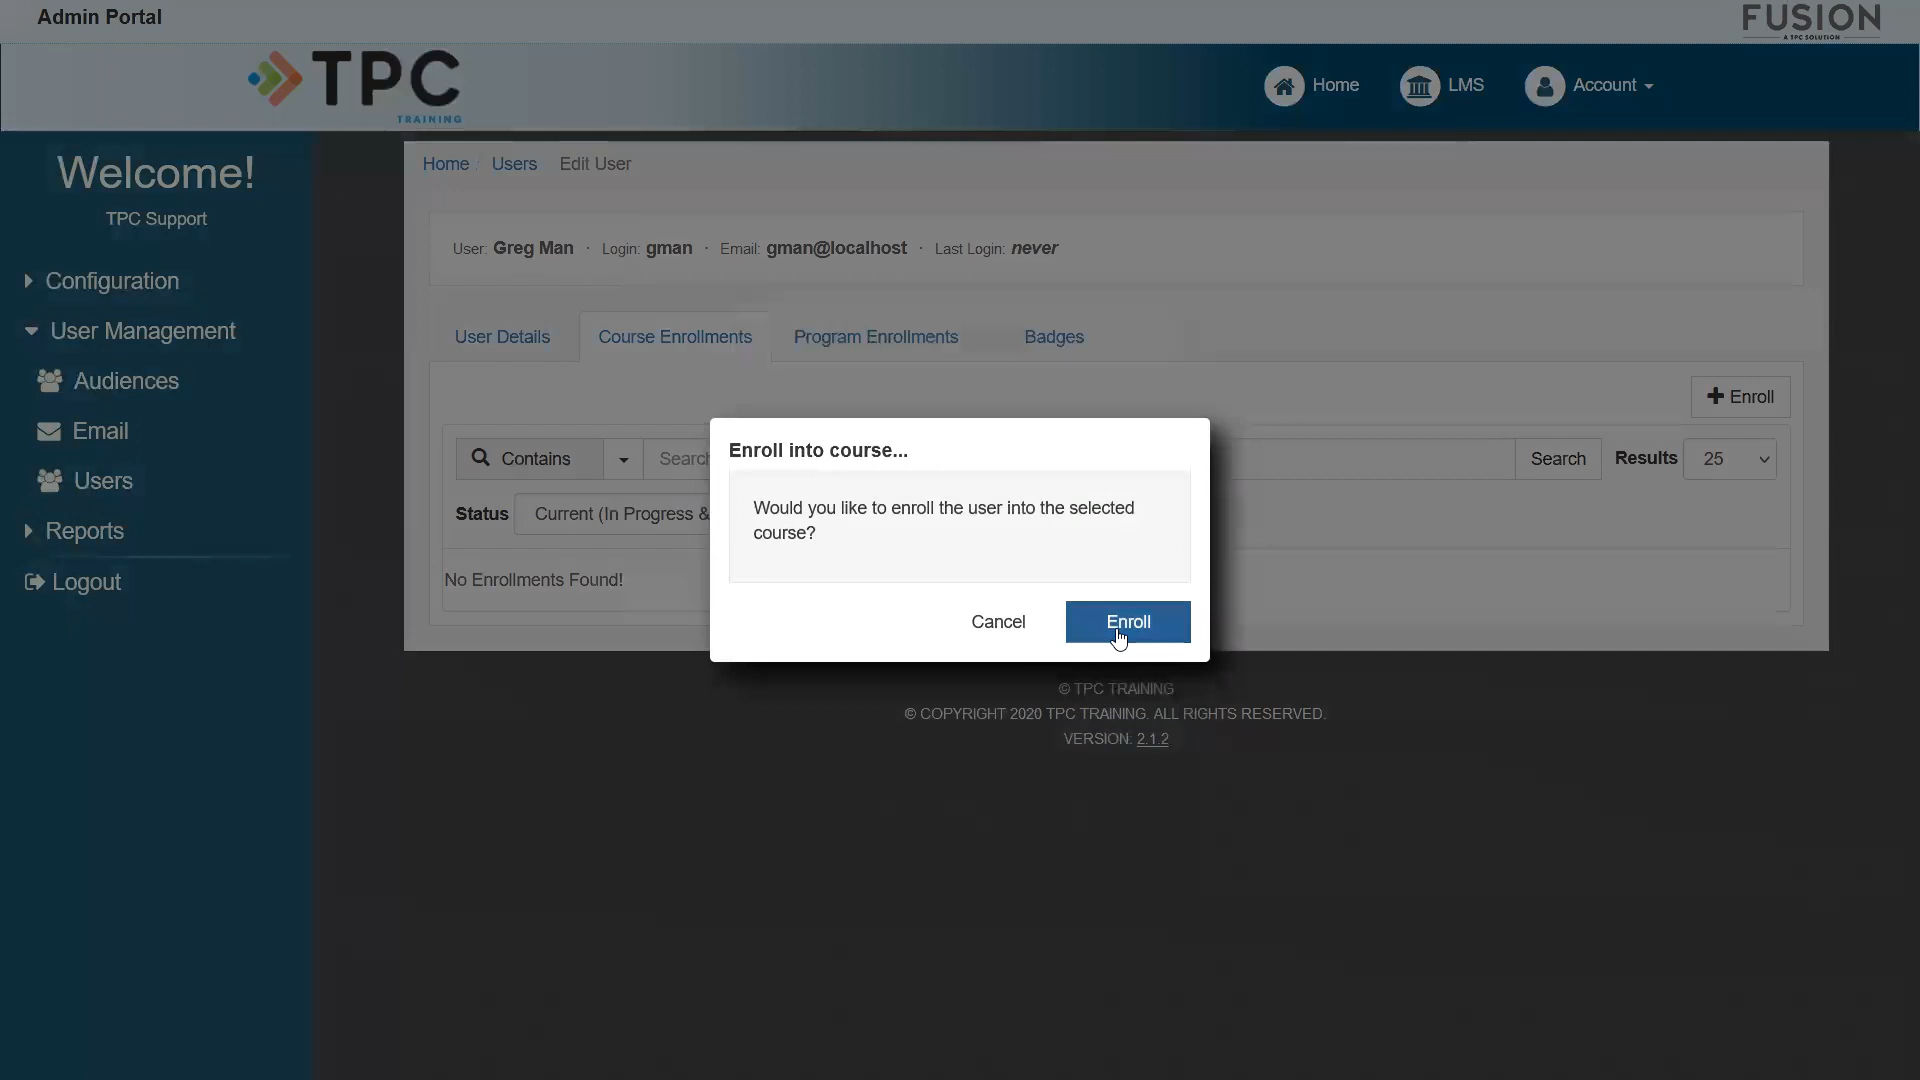 Admin Portal
FUSION
A TPC SOLUTION
TPC
TRAINING
Home
LMS
Account
Welcome!
TPC Support
Configuration
User Management
Audiences
Email
Users
Reports
Logout
Home / Users Edit User
User: Greg Man · Login: gman · Email: gman@localhost · Last Login: never
User Details
Course Enrollments
Program Enrollments
Badges
Enroll
Contains
Search
Search
Results
25
Status
Current (In Progress &
No Enrollments Found!
Enroll into course...
Would you like to enroll the user into the selected
course?
Cancel
Enroll
© TPC TRAINING
© COPYRIGHT 2020 TPC TRAINING. ALL RIGHTS RESERVED.
VERSION: 2.1.2